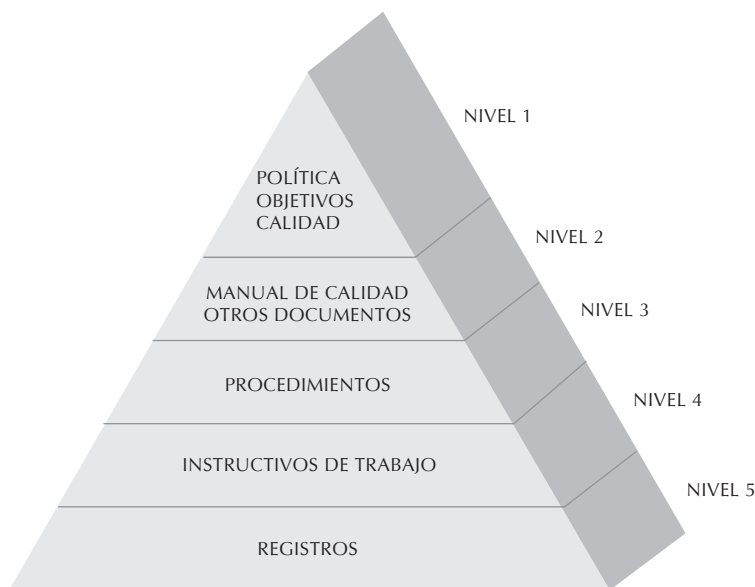 POLÍTICA
OBJETIVOS
CALIDAD
NIVEL 1
MANUAL DE CALIDAD
OTROS DOCUMENTOS
NIVEL 2
PROCEDIMIENTOS
NIVEL 3
INSTRUCTIVOS DE TRABAJO
NIVEL 4
REGISTROS
NIVEL 5